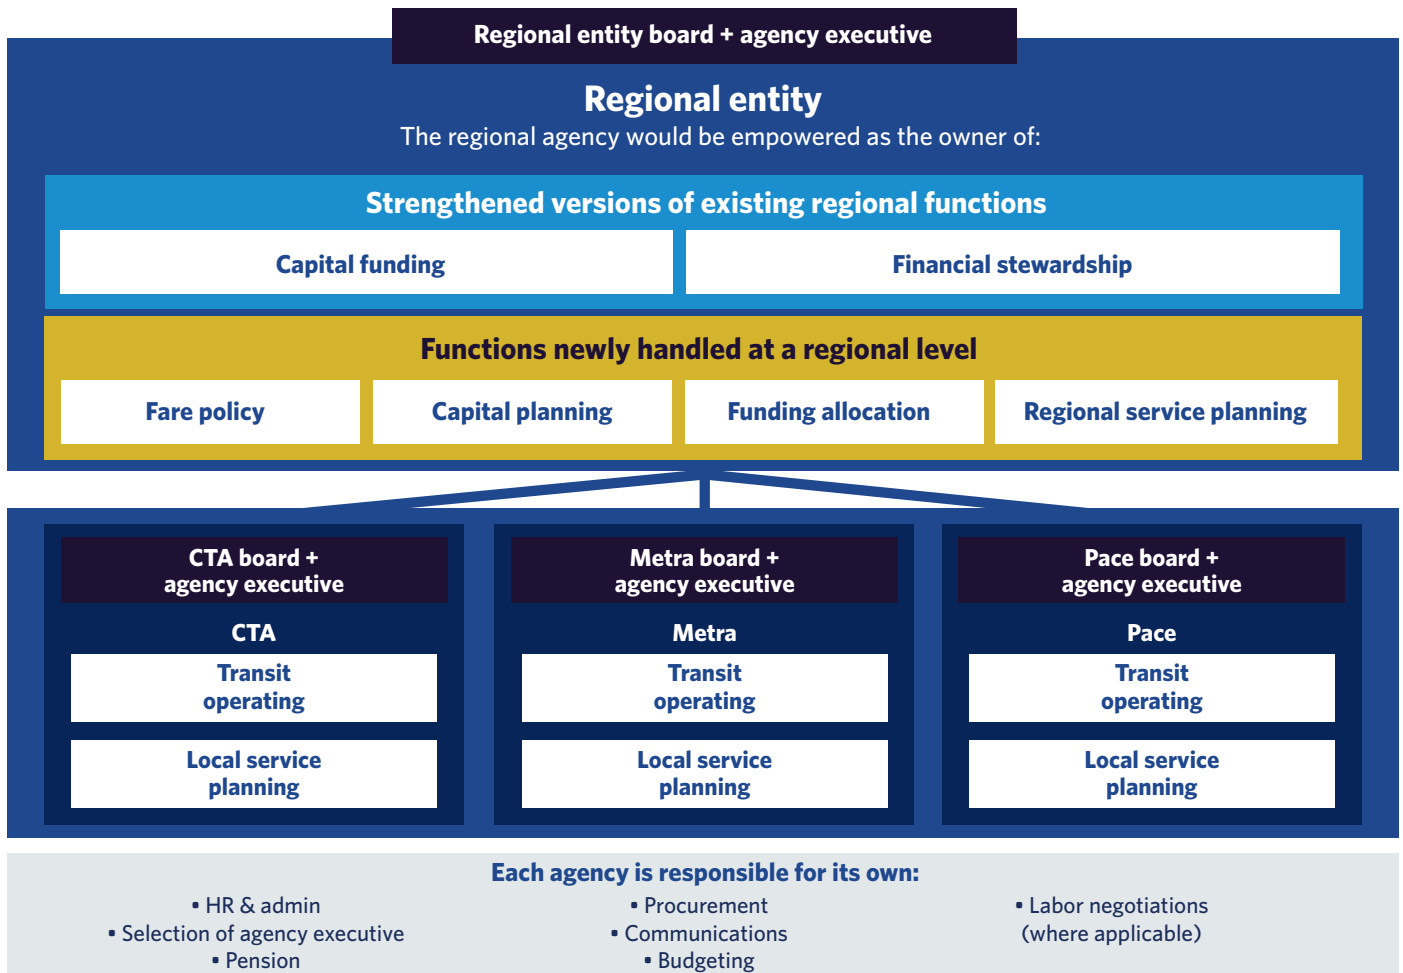 Regional entity board + agency executive
Regional entity
The regional agency would be empowered as the owner of:
Strengthened versions of existing regional functions
Capital funding
Financial stewardship
Functions newly handled at a regional level
Fare policy
Capital planning
Funding allocation
Regional service planning
CTA board +
agency executive
CTA
Transit
operating
Local service
planning
Metra board +
agency executive
Metra
Transit
operating
Local service
planning
Pace board +
agency executive
Pace
Transit
operating
Local service
planning
Each agency is responsible for its own:
▪ HR & admin
▪ Selection of agency executive
▪ Pension
▪ Procurement
▪ Communications
▪ Budgeting
▪ Labor negotiations
(where applicable)